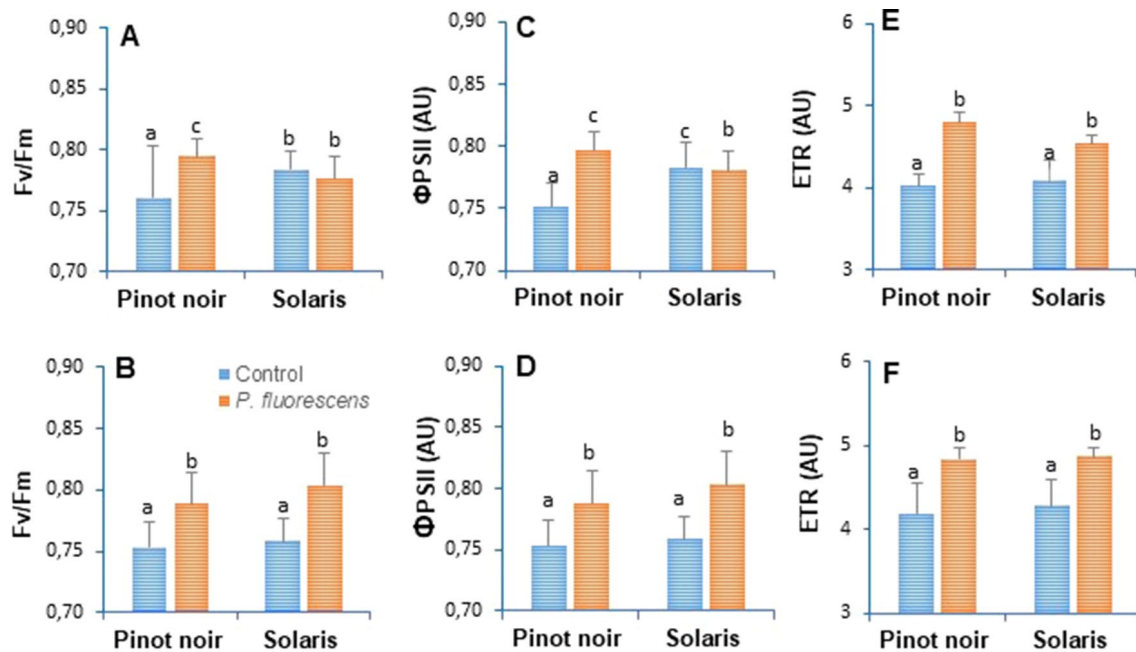 A
Fv/Fm
0,90
0,85
0,80
0,75
0,70
a
c
b
b
Pinot noir
Solaris
C
ΦPSII (AU)
0,90
0,85
0,80
0,75
0,70
a
c
c
b
Pinot noir
Solaris
E
ETR (AU)
6
5
4
3
a
b
a
b
Pinot noir
Solaris
B
Fv/Fm
0,90
0,85
0,80
0,75
0,70
Control
P. fluorescens
a
b
a
b
Pinot noir
Solaris
D
ΦPSII (AU)
0,90
0,85
0,80
0,75
0,70
a
b
a
b
Pinot noir
Solaris
F
ETR (AU)
6
5
4
3
a
b
a
b
Pinot noir
Solaris